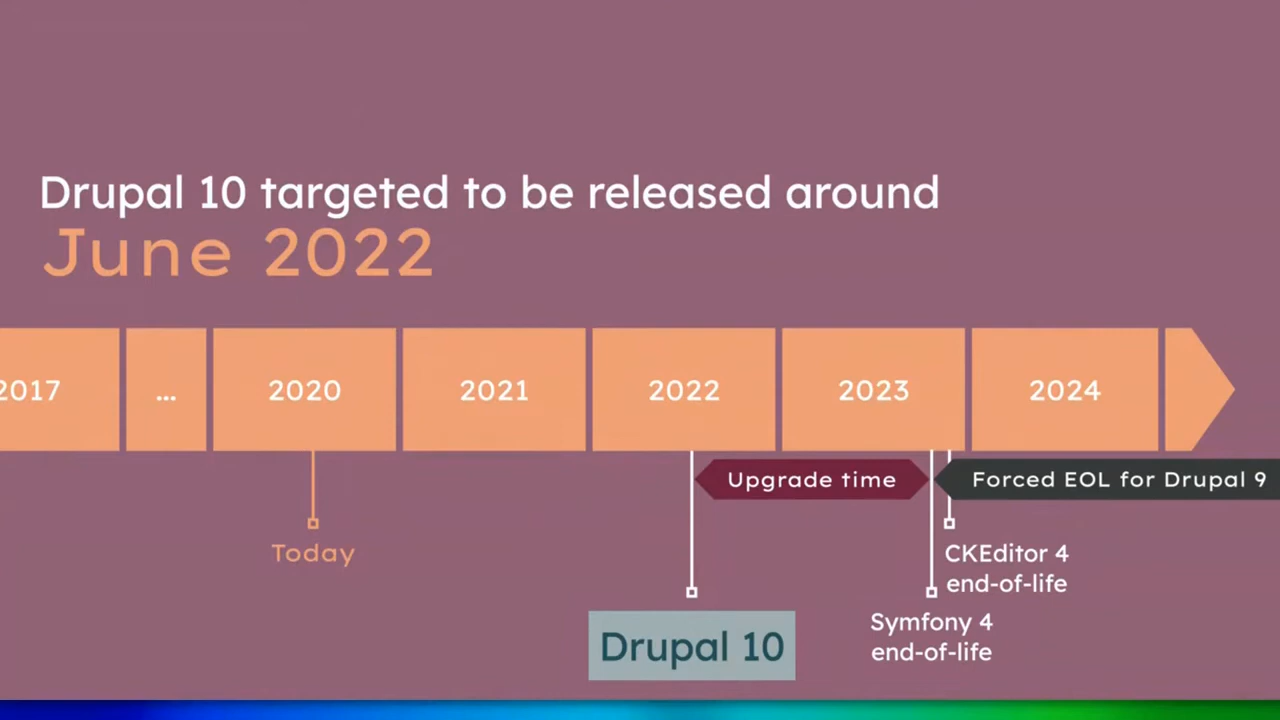 Drupal 10 targeted to be released around
June 2022
2017
...
2020
2021
2022
2023
2024
Upgrade time
Forced EOL for Drupal 9
Today
CKEditor 4
end-of-life
Drupal 10
Symfony 4
end-of-life